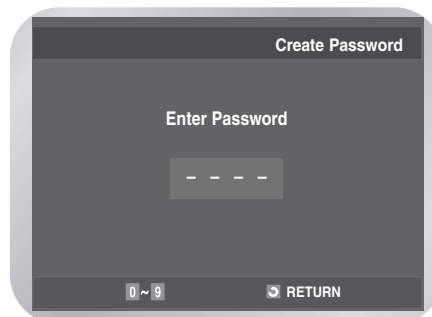 Create Password
Enter Password
– – – –
0 ~ 9 RETURN